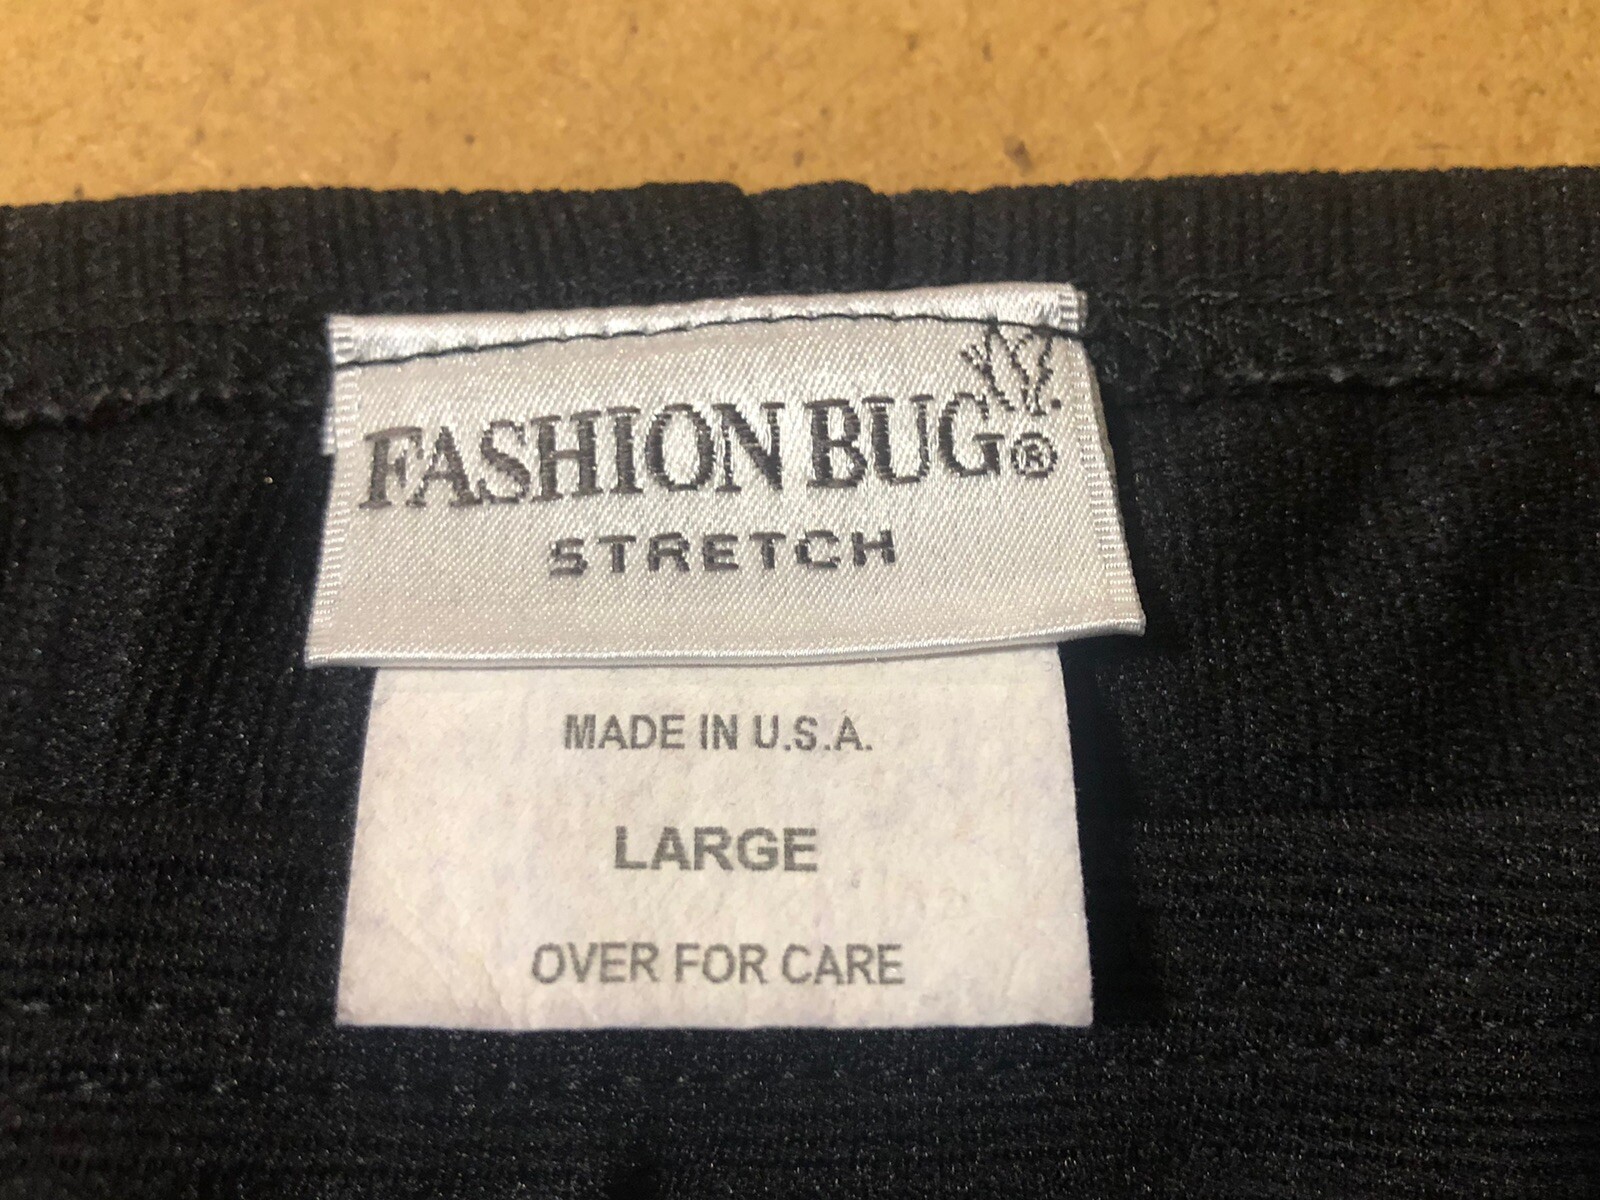 FASHION BUG®
STRETCH
MADE IN U.S.A.
LARGE
OVER FOR CARE